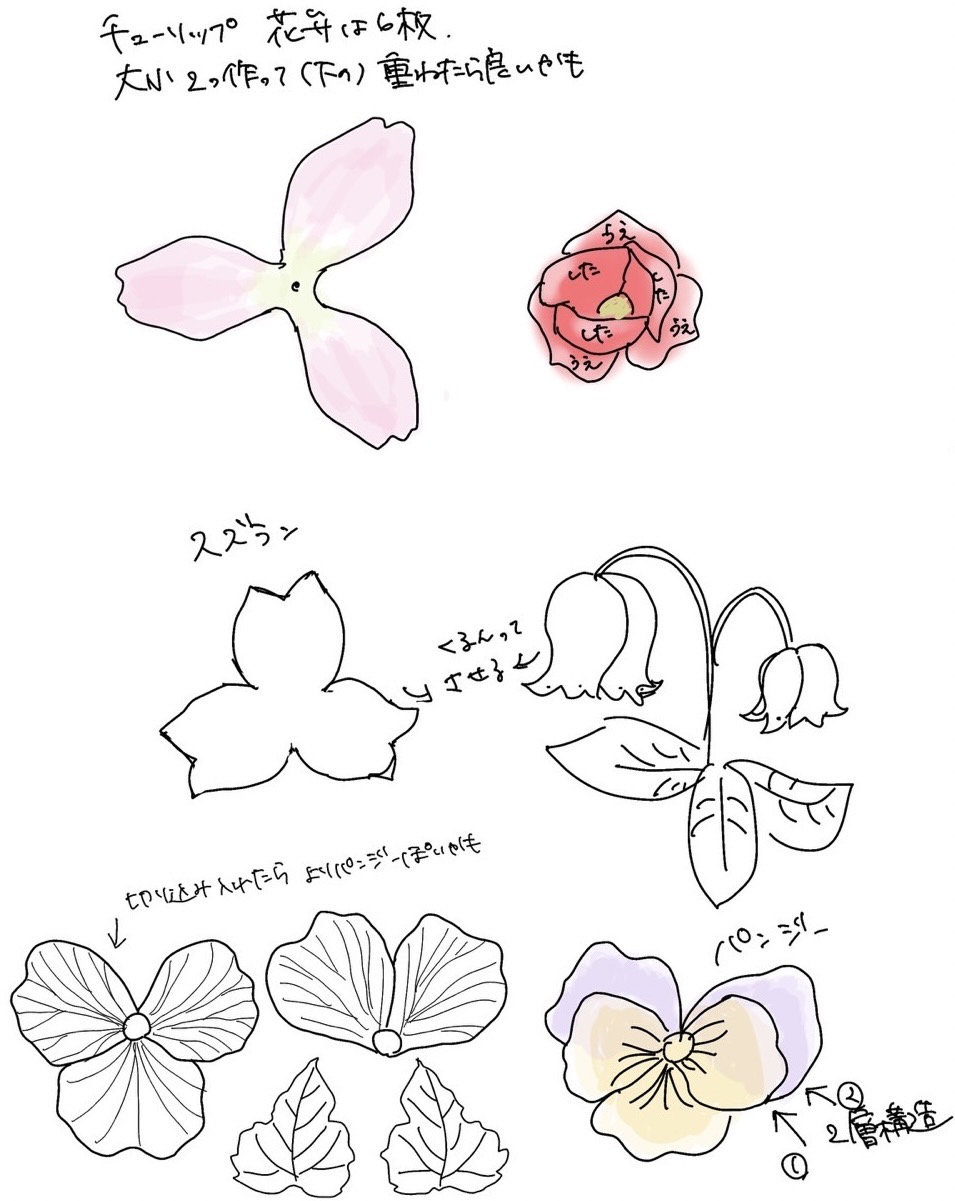 チューリップ 花弁は6枚.
大小 2つ作って(下の) 重ねたら良いかも
うえ
した
した
した
うえ
うえ
スズラン
くるんって
させる
切り込み入れたら よりパンジーっぽいかも
パンジー
②
2層構造
①